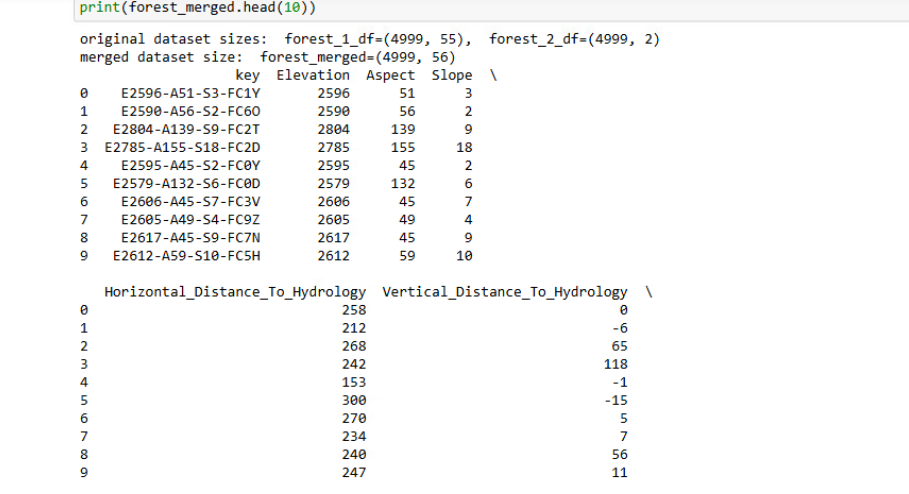 print(forest_merged.head(10))
original dataset sizes:  forest_1_df=(4999, 55),  forest_2_df=(4999, 2)
merged dataset size:  forest_merged=(4999, 56)
                   key  Elevation  Aspect  Slope  \
0     E2596-A51-S3-FC1Y       2596      51      3
1     E2590-A56-S2-FC6O       2590      56      2
2    E2804-A139-S9-FC2T       2804     139      9
3   E2785-A155-S18-FC2D       2785     155     18
4     E2595-A45-S2-FC0Y       2595      45      2
5    E2579-A132-S6-FC0D       2579     132      6
6     E2606-A45-S7-FC3V       2606      45      7
7     E2605-A49-S4-FC9Z       2605      49      4
8     E2617-A45-S9-FC7N       2617      45      9
9    E2612-A59-S10-FC5H       2612      59     10
   Horizontal_Distance_To_Hydrology  Vertical_Distance_To_Hydrology  \
0                               258                               0
1                               212                              -6
2                               268                              65
3                               242                             118
4                               153                              -1
5                               300                             -15
6                               270                               5
7                               234                               7
8                               240                              56
9                               247                              11